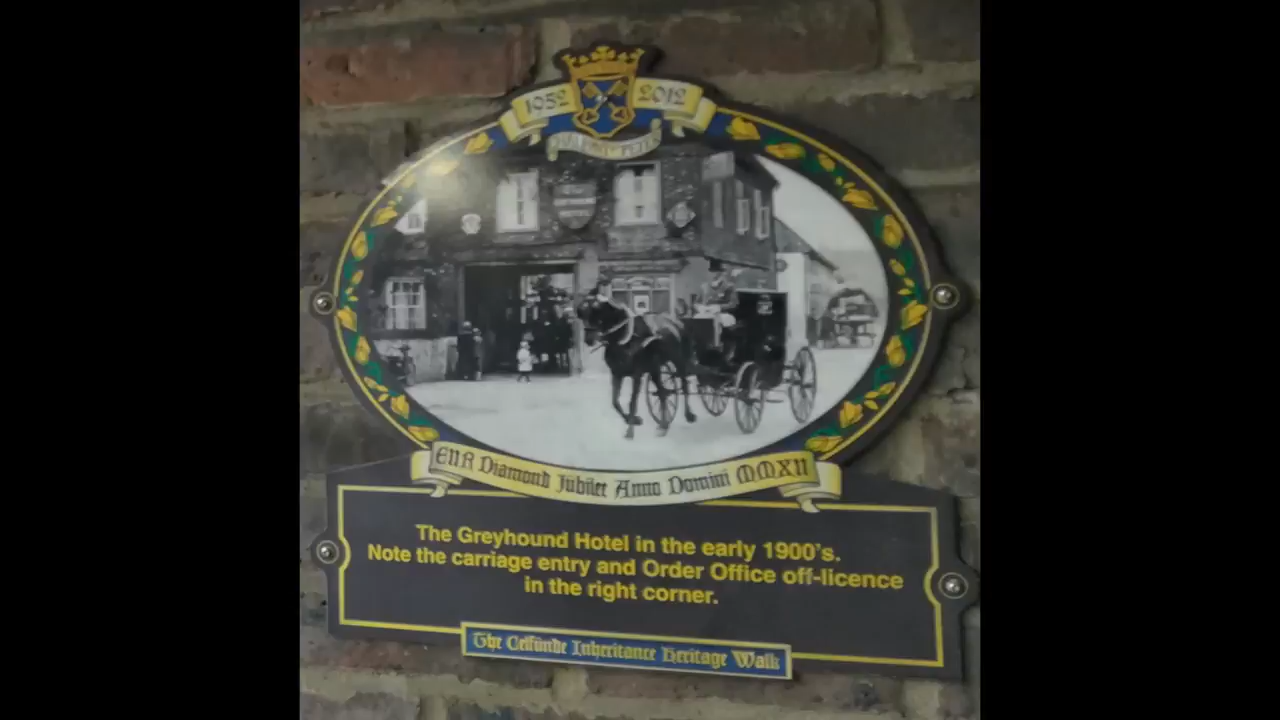 1952 2012
EIIR Diamond Jubilee Anno Domini MMXII
The Greyhound Hotel in the early 1900's.
Note the carriage entry and Order Office off-licence
in the right corner.
The Celfunde Inheritance Heritage Walk